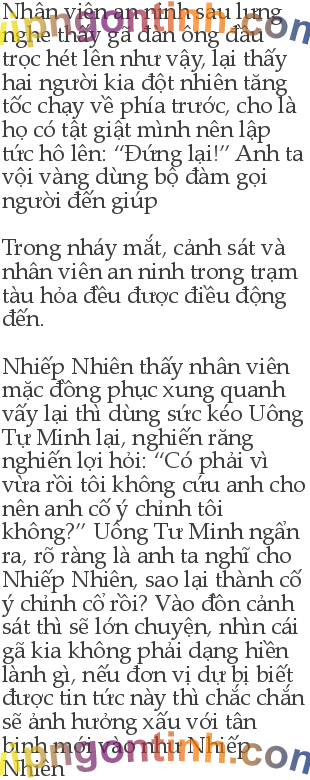 Nhân viên an ninh sau lưng
nghe thấy gã đàn ông đầu
trọc hét lên như vậy, lại thấy
hai người kia đột nhiên tăng
tốc chạy về phía trước, cho là
họ có tật giật mình nên lập
tức hô lên: “Đứng lại!” Anh ta
vội vàng dùng bộ đàm gọi
người đến giúp
Trong nháy mắt, cảnh sát và
nhân viên an ninh trong trạm
tàu hỏa đều được điều động
đến.
Nhiếp Nhiên thấy nhân viên
mặc đồng phục xung quanh
vấy lại thì dùng sức kéo Uông
Tự Minh lại, nghiến răng
nghiến lợi hỏi: “Có phải vì
vừa rồi tôi không cứu anh cho
nên anh cố ý chỉnh tôi
không?” Uông Tư Minh ngẩn
ra, rõ ràng là anh ta nghĩ cho
Nhiếp Nhiên, sao lại thành cố
ý chỉnh cổ rồi? Vào đồn cảnh
sát thì sẽ lớn chuyện, nhìn cái
gã kia không phải dạng hiền
lành gì, nếu đơn vị dự bị biết
được tin tức này thì chắc chắn
sẽ ảnh hưởng xấu với tân
binh mới vào như Nhiếp
Nhiên